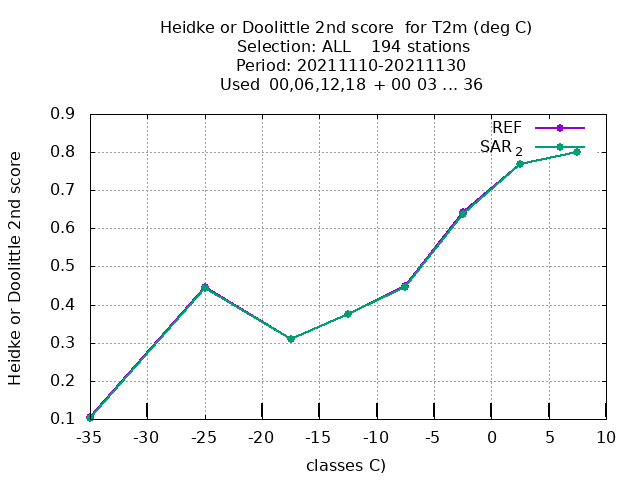 Heidke or Doolittle 2nd score  for T2m (deg C)
Selection: ALL    194 stations
Period: 20211110-20211130
Used  00,06,12,18  + 00 03 ... 36
Heidke or Doolittle 2nd score
0.9
0.8
0.7
0.6
0.5
0.4
0.3
0.2
0.1
REF
SAR 2
-35 -30 -25 -20 -15 -10 -5 0 5 10
classes C)